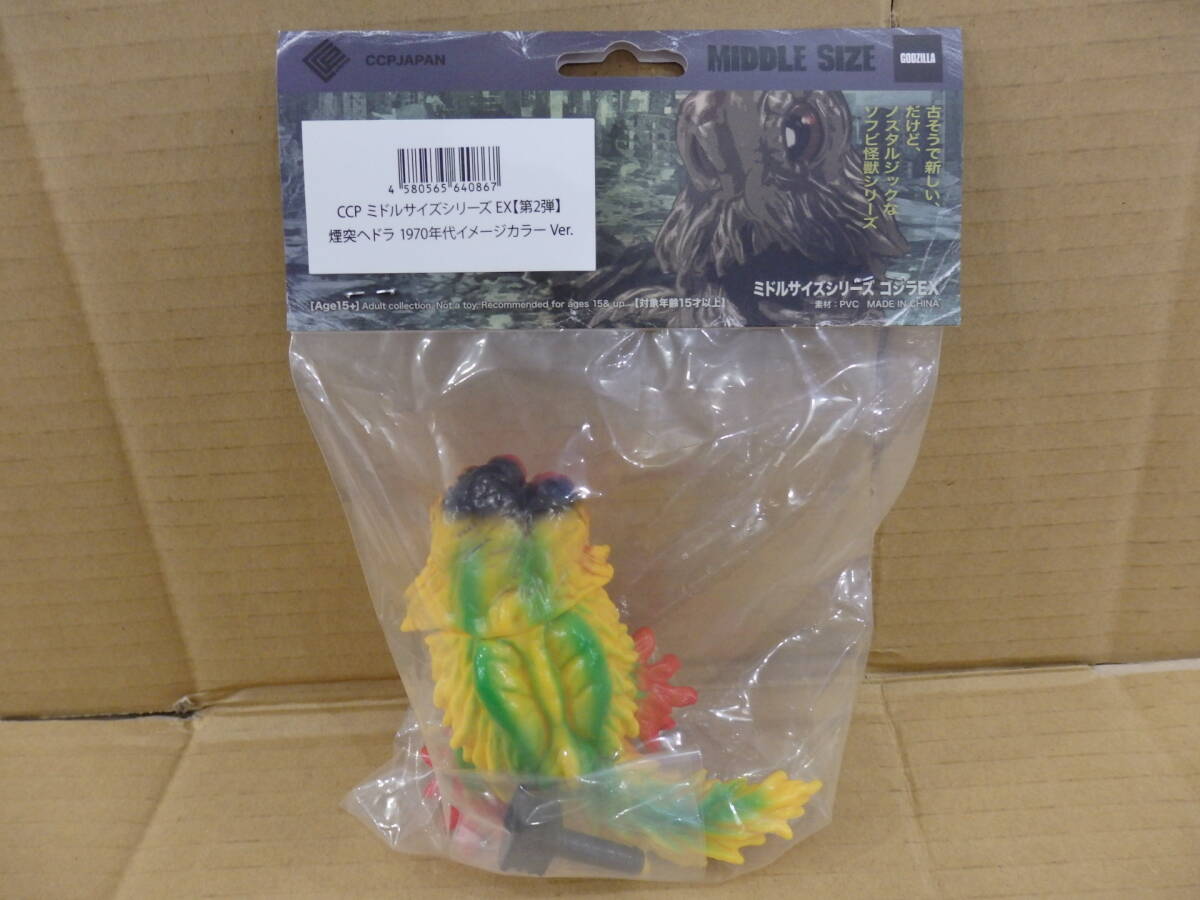 CCPJAPAN
MIDDLE SIZE
GODZILLA
古そうで新しい、
だけど、
ノスタルジックな
ソフビ怪獣シリーズ
4 580565 640867
CCP ミドルサイズシリーズ EX【第2弾】
煙突ヘドラ 1970年代イメージカラー Ver.
ミドルサイズシリーズ ゴジラEX
素材:PVC MADE IN CHINA
[Age15+] Adult collection. Not a toy. Recommended for ages 15& up. 【対象年齢15才以上】